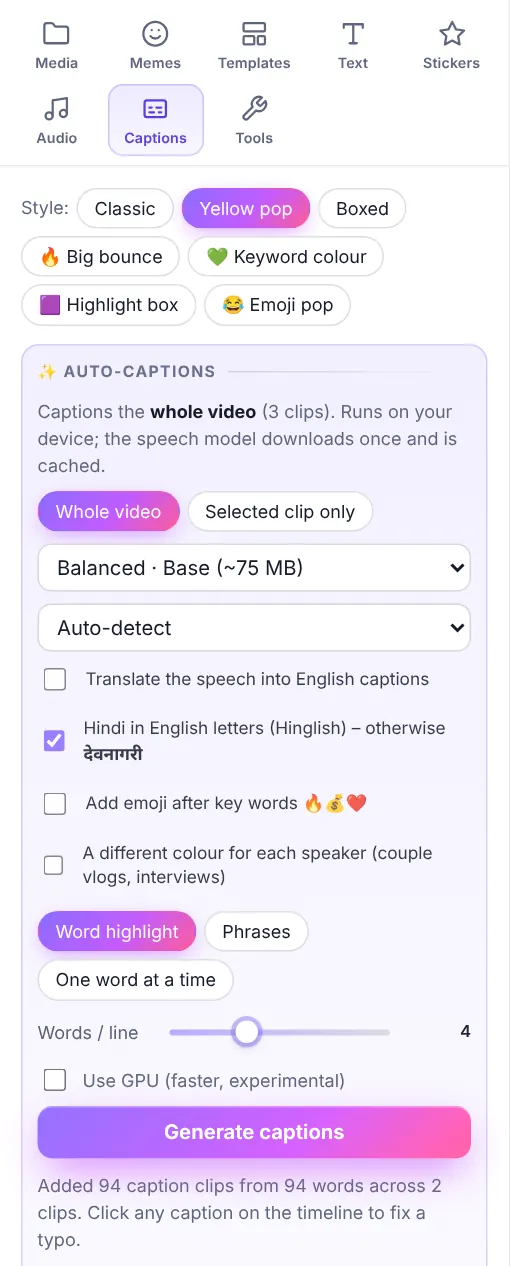 Media Memes Templates Text Stickers
Audio Captions Tools
Style: Classic Yellow pop Boxed
🔥 Big bounce 💚 Keyword colour
🟪 Highlight box 😂 Emoji pop
✨ AUTO-CAPTIONS
Captions the whole video (3 clips). Runs on your
device; the speech model downloads once and is
cached.
Whole video Selected clip only
Balanced · Base (~75 MB)
Auto-detect
Translate the speech into English captions
Hindi in English letters (Hinglish) – otherwise
देवनागरी
Add emoji after key words 🔥💰❤️
A different colour for each speaker (couple
vlogs, interviews)
Word highlight Phrases
One word at a time
Words / line 4
Use GPU (faster, experimental)
Generate captions
Added 94 caption clips from 94 words across 2
clips. Click any caption on the timeline to fix a
typo.